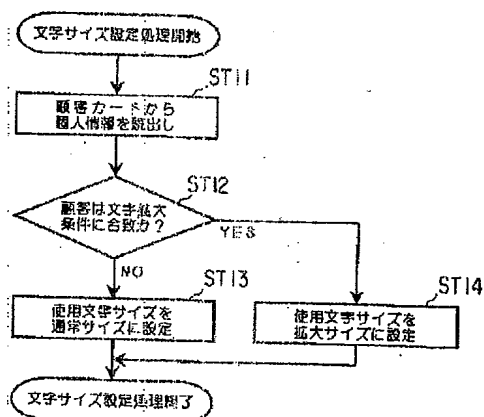 文字サイズ設定処理開始
ST11
顧客カードから
個人情報を読出し
ST12
顧客は文字拡大
条件に合致か？
YES
NO
ST13
使用文字サイズを
通常サイズに設定
ST14
使用文字サイズを
拡大サイズに設定
文字サイズ設定処理終了